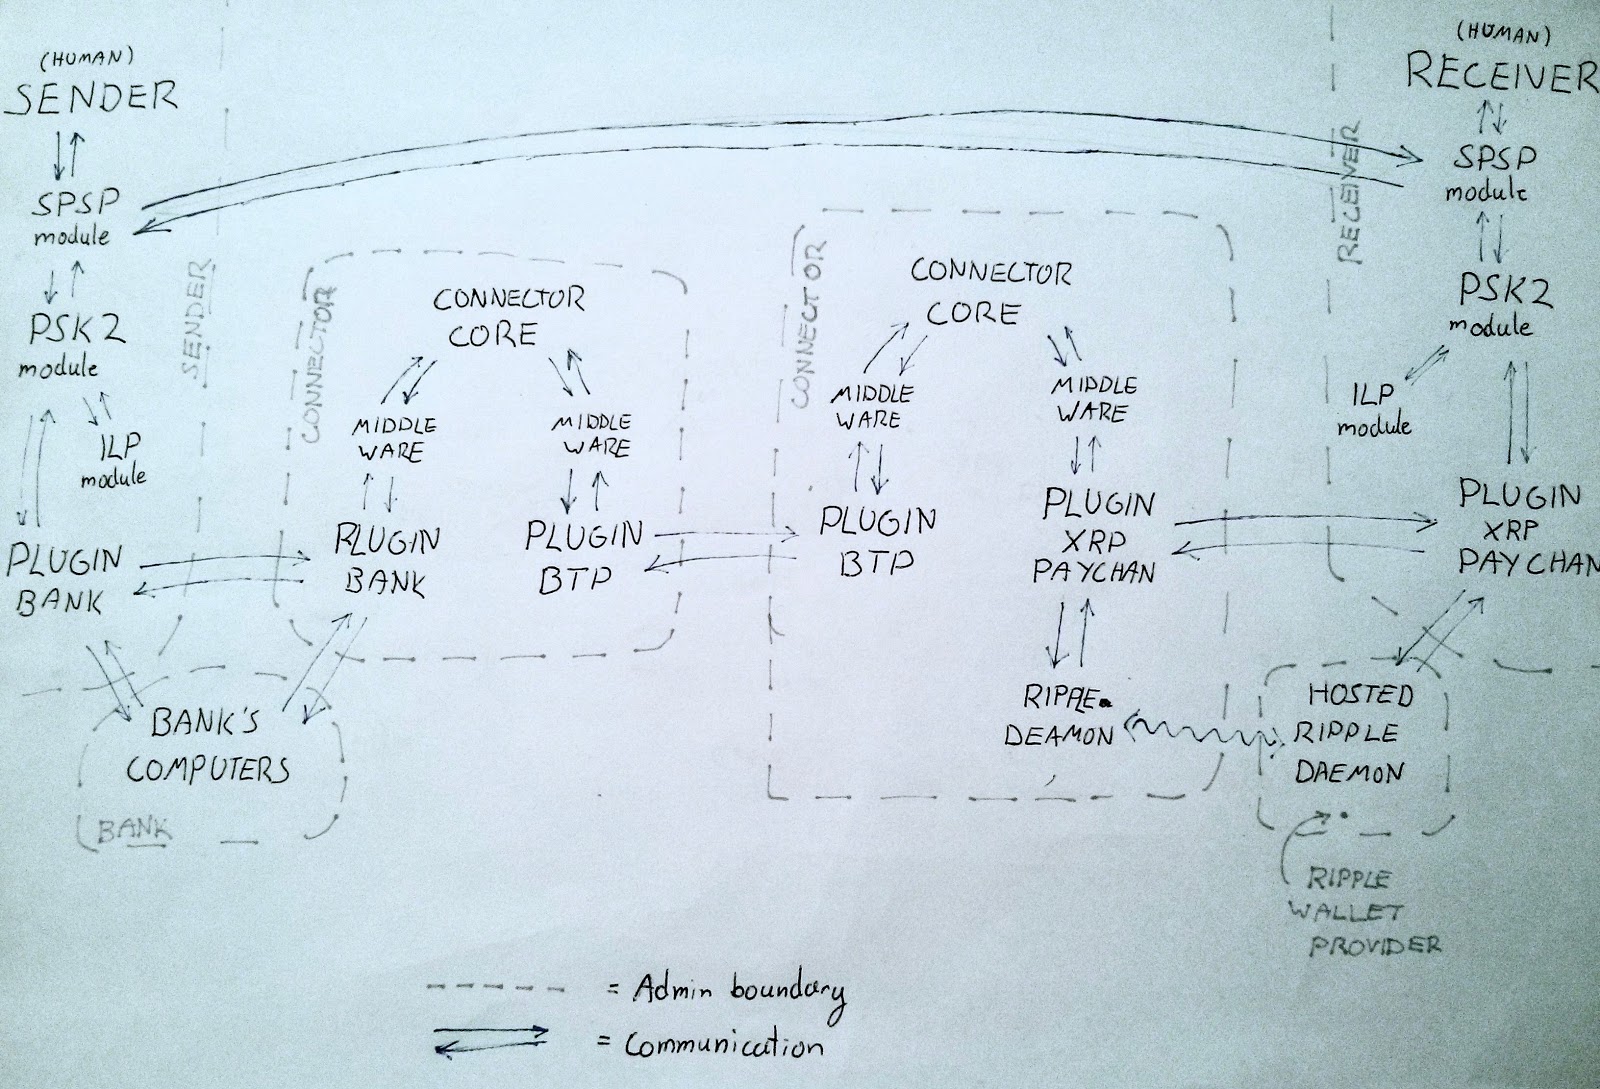 (HUMAN)
SENDER
SPSP
module
PSK2
module
ILP
module
PLUGIN
BANK
SENDER
BANK'S
COMPUTERS
BANK
CONNECTOR
CONNECTOR
CORE
MIDDLE
WARE
MIDDLE
WARE
PLUGIN
BANK
PLUGIN
BTP
CONNECTOR
CONNECTOR
CORE
MIDDLE
WARE
MIDDLE
WARE
PLUGIN
BTP
PLUGIN
XRP
PAYCHAN
RIPPLE
DEAMON
(HUMAN)
RECEIVER
RECEIVER
SPSP
module
PSK2
module
ILP
module
PLUGIN
XRP
PAYCHAN
HOSTED
RIPPLE
DAEMON
RIPPLE
WALLET
PROVIDER
= Admin boundary
= Communication